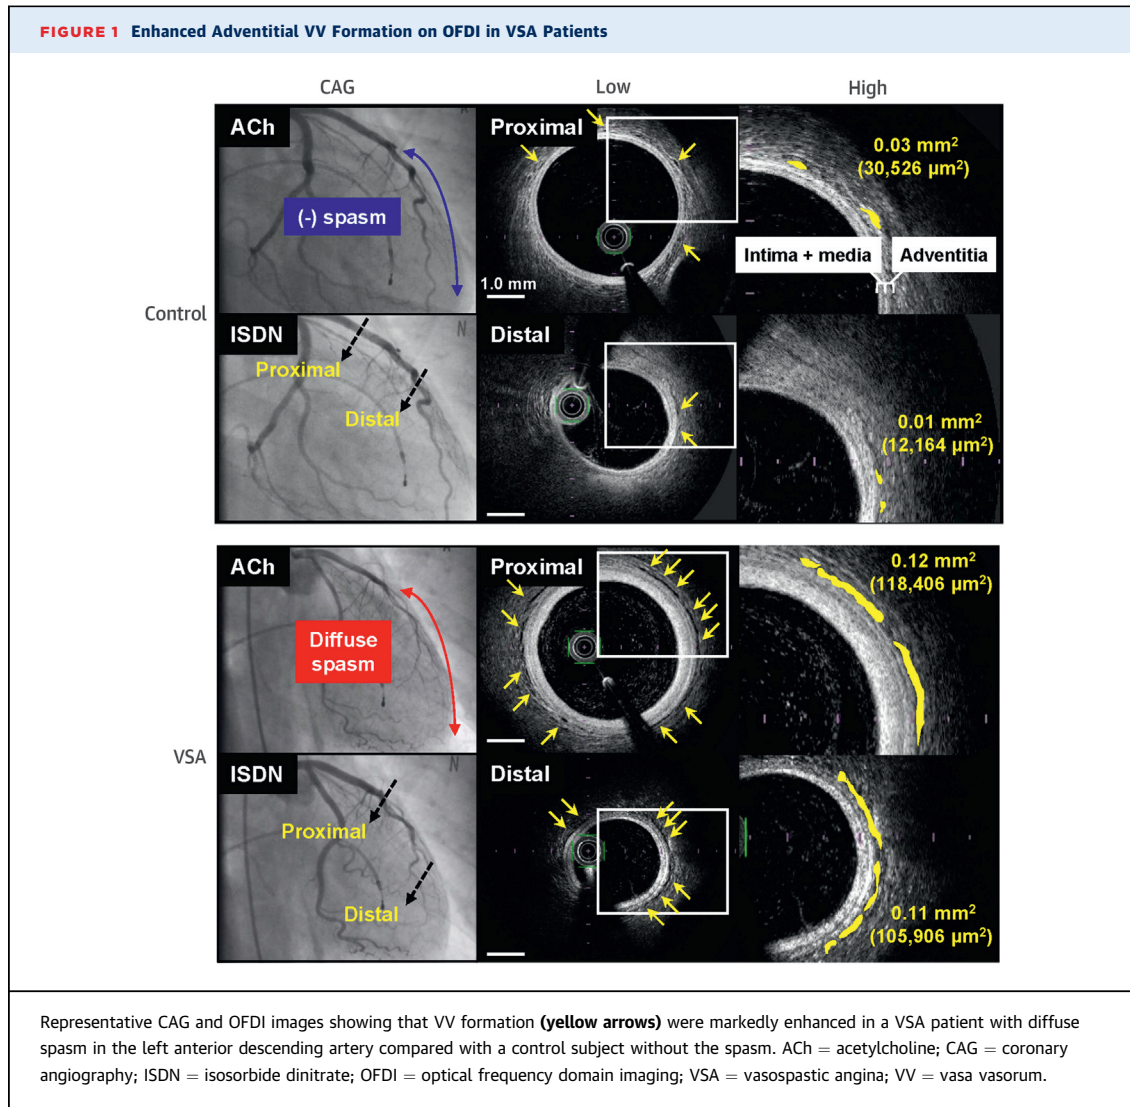 FIGURE 1 Enhanced Adventitial VV Formation on OFDI in VSA Patients
CAG
Low
High
Control
ACh
(-) spasm
Proximal
1.0 mm
0.03 mm²
(30,526 µm²)
Intima + media
Adventitia
ISDN
N
Proximal
Distal
Distal
0.01 mm²
(12,164 µm²)
VSA
ACh
Diffuse
spasm
Proximal
0.12 mm²
(118,406 µm²)
ISDN
N
Proximal
Distal
Distal
0.11 mm²
(105,906 µm²)
Representative CAG and OFDI images showing that VV formation (yellow arrows) were markedly enhanced in a VSA patient with diffuse
spasm in the left anterior descending artery compared with a control subject without the spasm. ACh = acetylcholine; CAG = coronary
angiography; ISDN = isosorbide dinitrate; OFDI = optical frequency domain imaging; VSA = vasospastic angina; VV = vasa vasorum.